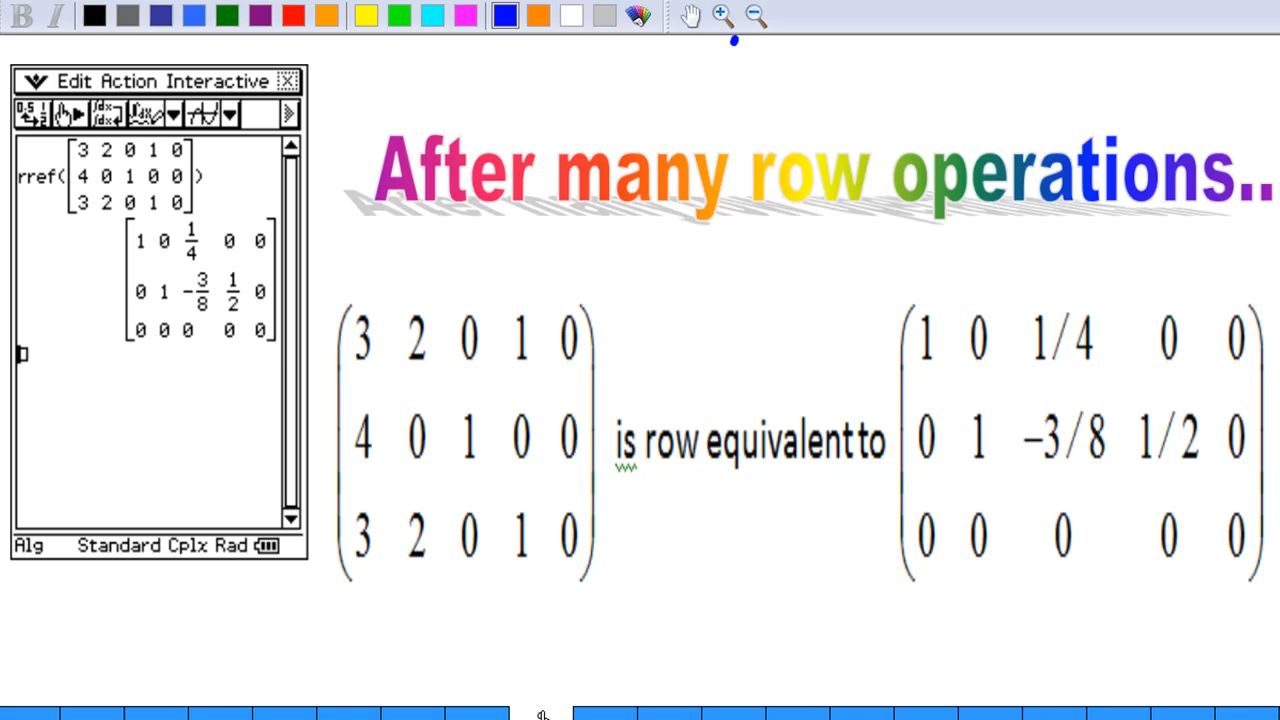 B I
Edit Action Interactive
rref(
3 2 0 1 0
4 0 1 0 0
3 2 0 1 0
)
1 0 1/4 0 0
0 1 -3/8 1/2 0
0 0 0 0 0
Alg Standard Cplx Rad
After many row operations..
3 2 0 1 0
4 0 1 0 0
3 2 0 1 0
is row equivalent to
1 0 1/4 0 0
0 1 –3/8 1/2 0
0 0 0 0 0